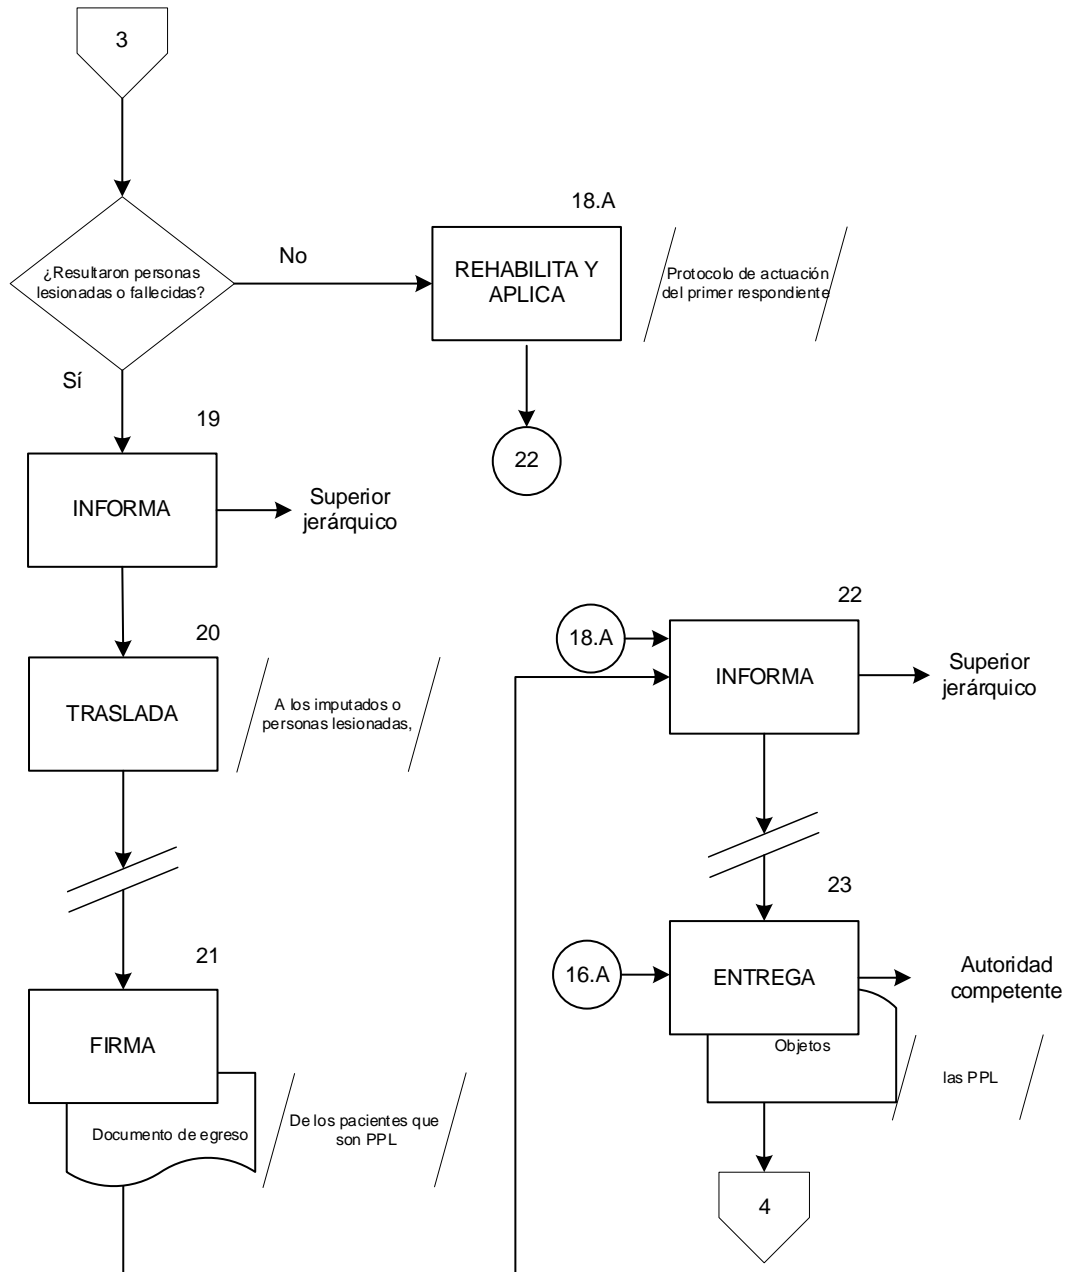 3
¿Resultaron personas
lesionadas o fallecidas?
No
Sí
18.A
REHABILITA Y
APLICA
Protocolo de actuación
del primer respondiente
22
19
INFORMA
Superior
jerárquico
20
TRASLADA
A los imputados o
personas lesionadas,
21
FIRMA
Documento de egreso
De los pacientes que
son PPL
22
18.A
INFORMA
Superior
jerárquico
23
16.A
ENTREGA
Autoridad
competente
Objetos
las PPL
4